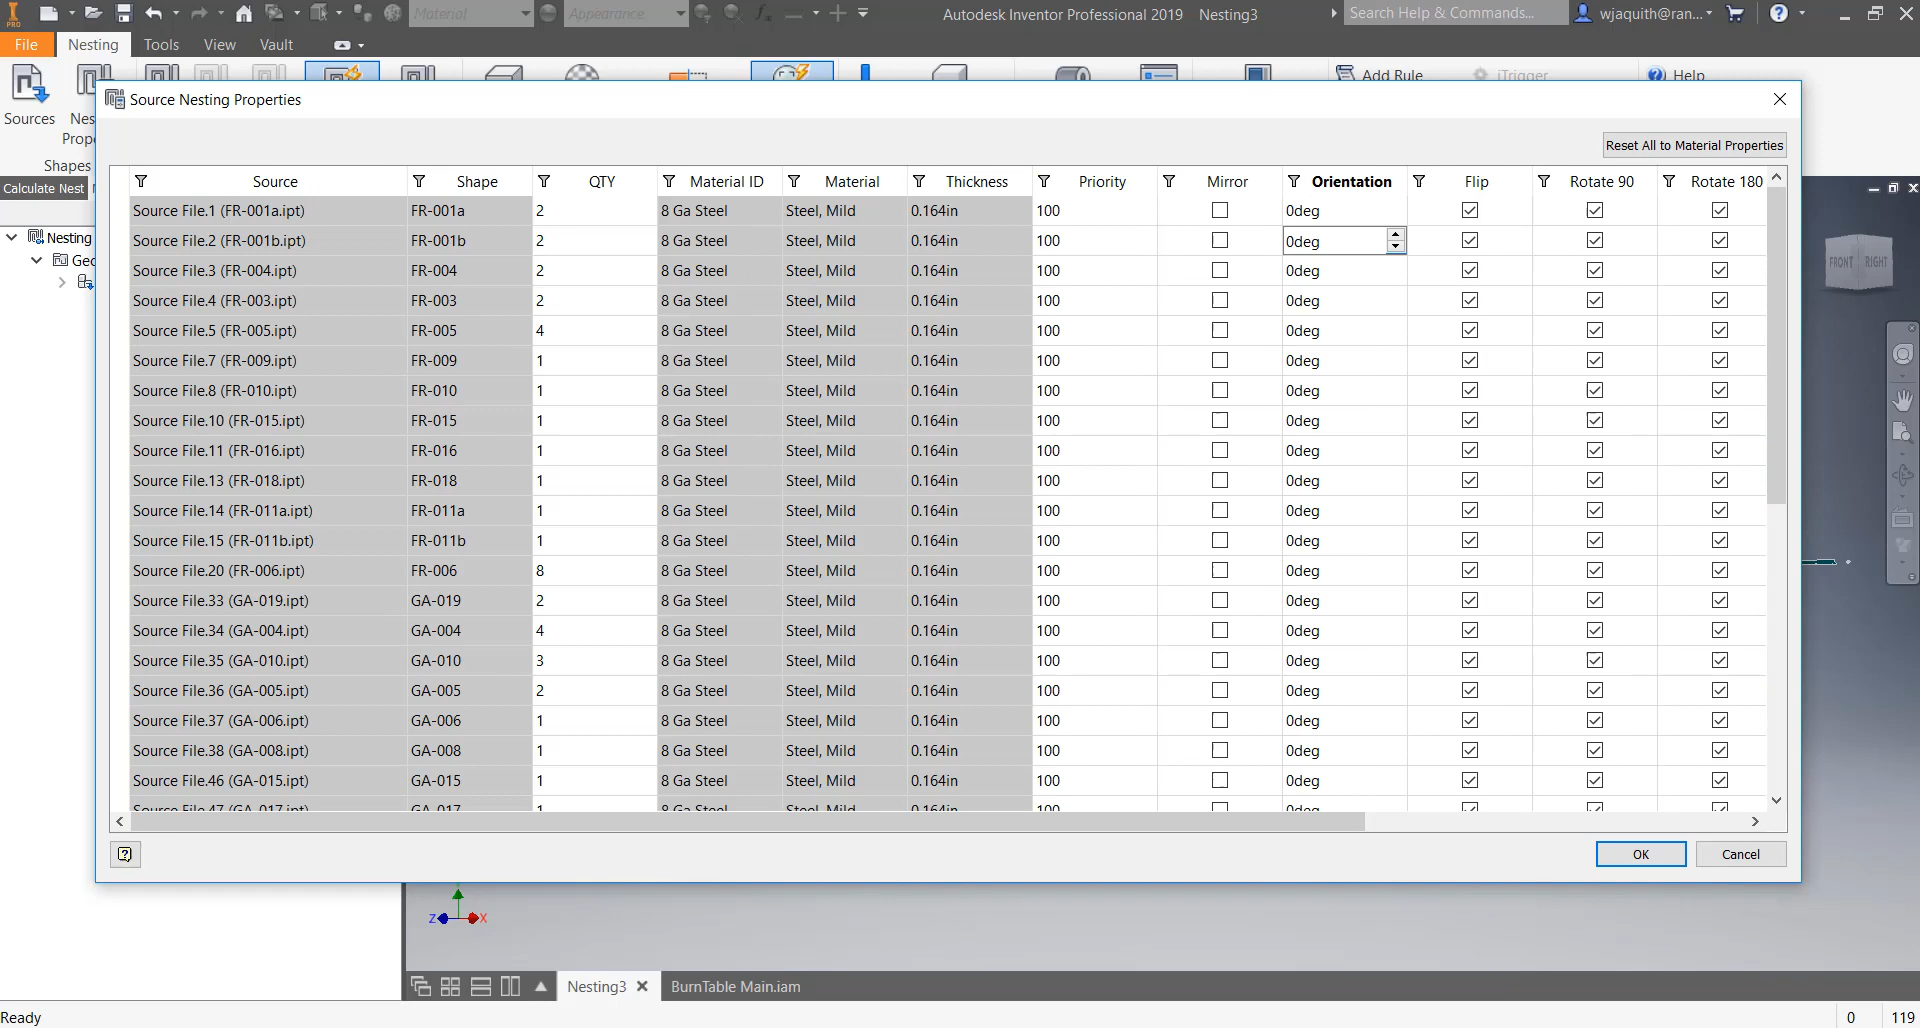 PRO
Material
Appearance
Autodesk Inventor Professional 2019 Nesting3
Search Help & Commands...
wjaquith@ran...
File Nesting Tools View Vault
Add Rule iTrigger Help
Sources
Shapes
Calculate Nest
Nesting
Source Nesting Properties
Reset All to Material Properties
Source Shape QTY Material ID Material Thickness Priority Mirror Orientation Flip Rotate 90 Rotate 180
Source File.1 (FR-001a.ipt) FR-001a 2 8 Ga Steel Steel, Mild 0.164in 100 0deg
Source File.2 (FR-001b.ipt) FR-001b 2 8 Ga Steel Steel, Mild 0.164in 100 0deg
Source File.3 (FR-004.ipt) FR-004 2 8 Ga Steel Steel, Mild 0.164in 100 0deg
Source File.4 (FR-003.ipt) FR-003 2 8 Ga Steel Steel, Mild 0.164in 100 0deg
Source File.5 (FR-005.ipt) FR-005 4 8 Ga Steel Steel, Mild 0.164in 100 0deg
Source File.7 (FR-009.ipt) FR-009 1 8 Ga Steel Steel, Mild 0.164in 100 0deg
Source File.8 (FR-010.ipt) FR-010 1 8 Ga Steel Steel, Mild 0.164in 100 0deg
Source File.10 (FR-015.ipt) FR-015 1 8 Ga Steel Steel, Mild 0.164in 100 0deg
Source File.11 (FR-016.ipt) FR-016 1 8 Ga Steel Steel, Mild 0.164in 100 0deg
Source File.13 (FR-018.ipt) FR-018 1 8 Ga Steel Steel, Mild 0.164in 100 0deg
Source File.14 (FR-011a.ipt) FR-011a 1 8 Ga Steel Steel, Mild 0.164in 100 0deg
Source File.15 (FR-011b.ipt) FR-011b 1 8 Ga Steel Steel, Mild 0.164in 100 0deg
Source File.20 (FR-006.ipt) FR-006 8 8 Ga Steel Steel, Mild 0.164in 100 0deg
Source File.33 (GA-019.ipt) GA-019 2 8 Ga Steel Steel, Mild 0.164in 100 0deg
Source File.34 (GA-004.ipt) GA-004 4 8 Ga Steel Steel, Mild 0.164in 100 0deg
Source File.35 (GA-010.ipt) GA-010 3 8 Ga Steel Steel, Mild 0.164in 100 0deg
Source File.36 (GA-005.ipt) GA-005 2 8 Ga Steel Steel, Mild 0.164in 100 0deg
Source File.37 (GA-006.ipt) GA-006 1 8 Ga Steel Steel, Mild 0.164in 100 0deg
Source File.38 (GA-008.ipt) GA-008 1 8 Ga Steel Steel, Mild 0.164in 100 0deg
Source File.46 (GA-015.ipt) GA-015 1 8 Ga Steel Steel, Mild 0.164in 100 0deg
Source File.47 (GA-017.ipt) GA-017 1 8 Ga Steel Steel, Mild 0.164in 100 0deg
OK Cancel
FRONT RIGHT
Z X
Nesting3 BurnTable Main.iam
Ready 0 119